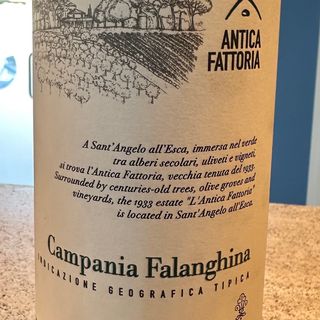 ANTICA
FATTORIA
A Sant'Angelo all'Esca, immersa nel verde
tra alberi secolari, uliveti e vigneti,
si trova l'Antica Fattoria, vecchia tenuta del 1933.
Surrounded by centuries-old trees, olive groves and
vineyards, the 1933 estate "L'Antica Fattoria"
is located in Sant'Angelo all'Esca.
Campania Falanghina
INDICAZIONE GEOGRAFICA TIPICA